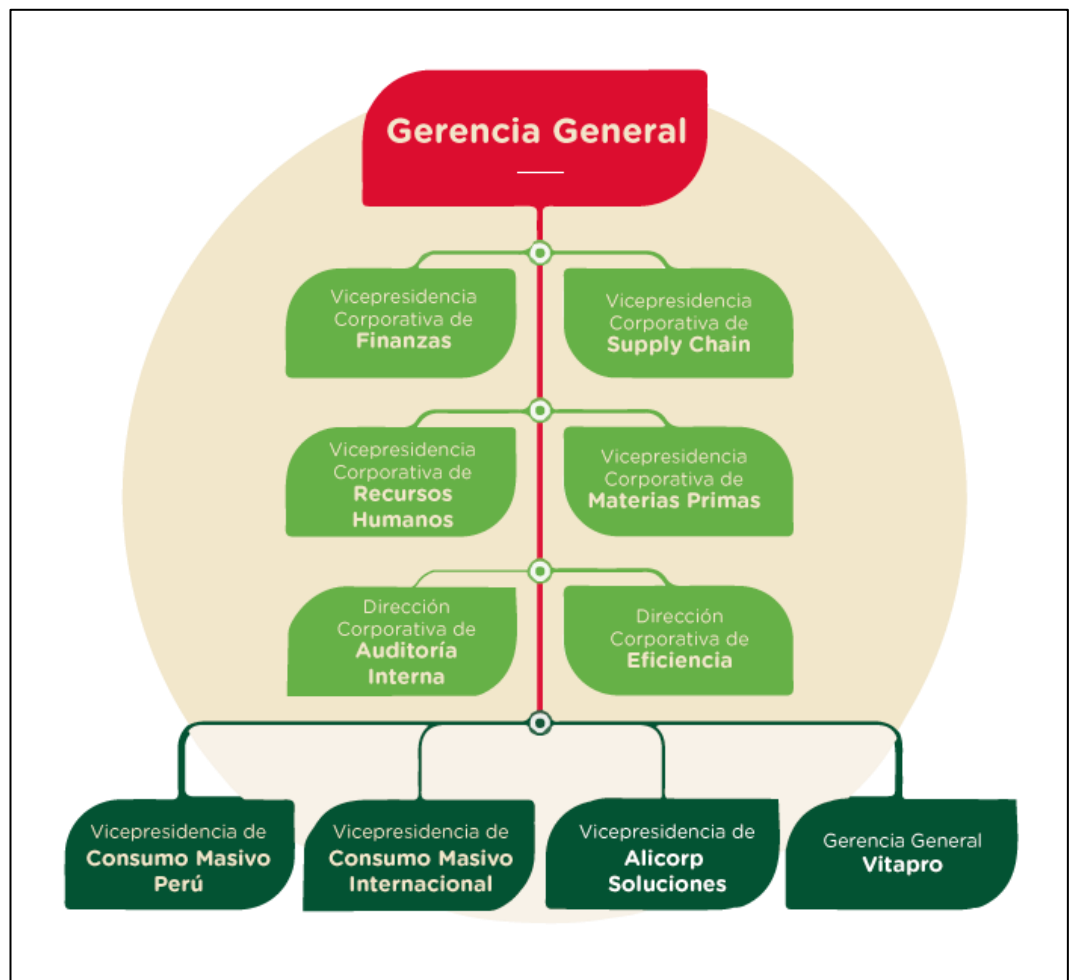 Gerencia General
Vicepresidencia
Corporativa de
Finanzas
Vicepresidencia
Corporativa de
Supply Chain
Vicepresidencia
Corporativa de
Recursos
Humanos
Vicepresidencia
Corporativa de
Materias Primas
Dirección
Corporativa de
Auditoría
Interna
Dirección
Corporativa de
Eficiencia
Vicepresidencia de
Consumo Masivo
Perú
Vicepresidencia de
Consumo Masivo
Internacional
Vicepresidencia de
Alicorp
Soluciones
Gerencia General
Vitapro